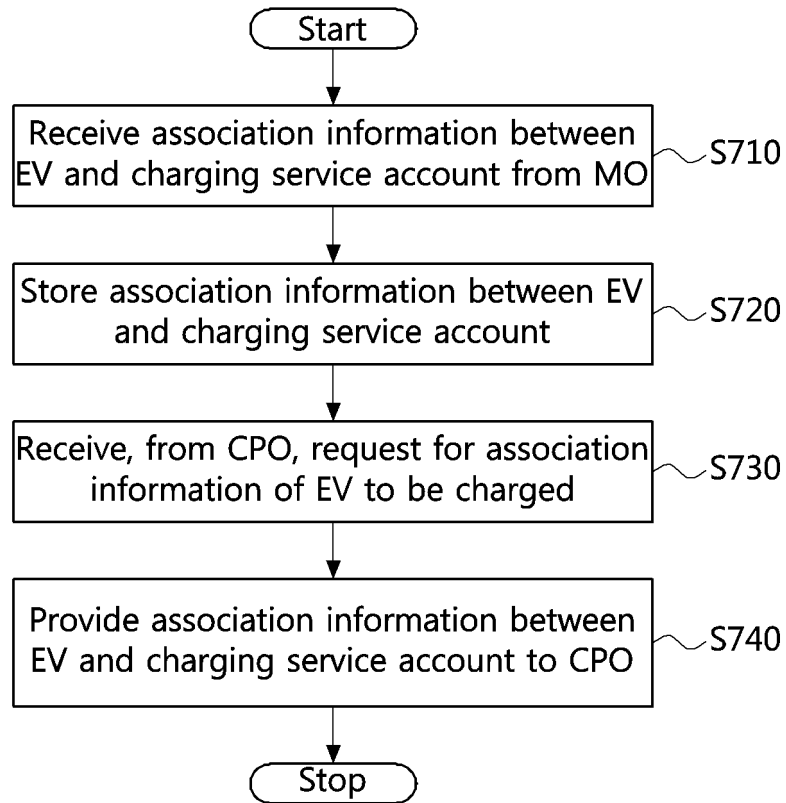 Start
Receive association information between
EV and charging service account from MO
S710
Store association information between EV
and charging service account
S720
Receive, from CPO, request for association
information of EV to be charged
S730
Provide association information between
EV and charging service account to CPO
S740
Stop